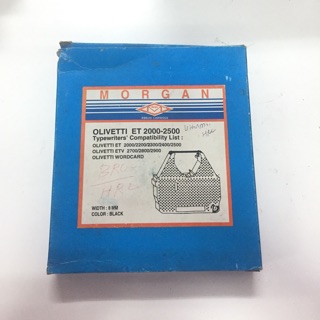 MORGAN
OLIVETTI ET 2000-2500
Typewriters' Compatibility List :
OLIVETTI ET 2000/2200/2300/2400/2500
OLIVETTI ETV 2700/2800/2900
OLIVETTI WORDCARD
WIDTH : 8 MM
COLOR : BLACK